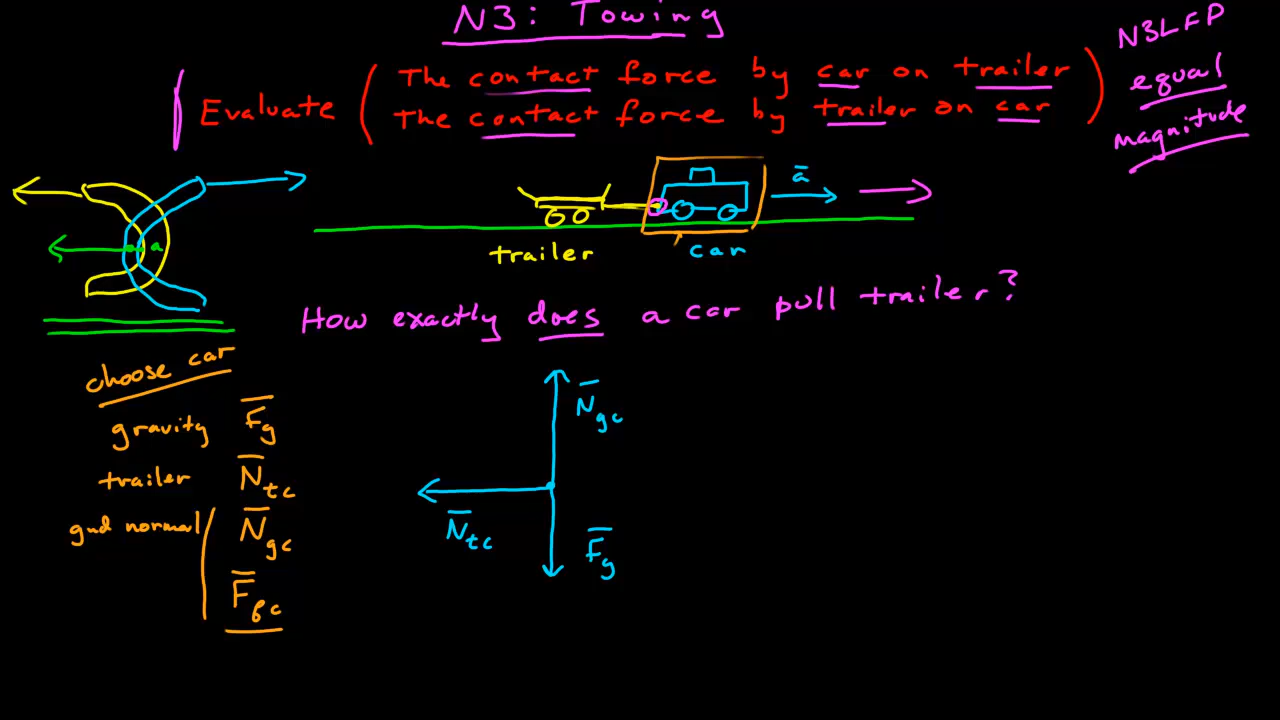 N3: Towing
N3LFP
equal
magnitude
Evaluate ( The contact force by car on trailer
The contact force by trailer on car )
a̅
trailer
car
a
How exactly does a car pull trailer?
choose car
gravity F̅g
trailer N̅tc
gnd normal N̅gc
F̅fc
N̅gc
N̅tc
F̅g